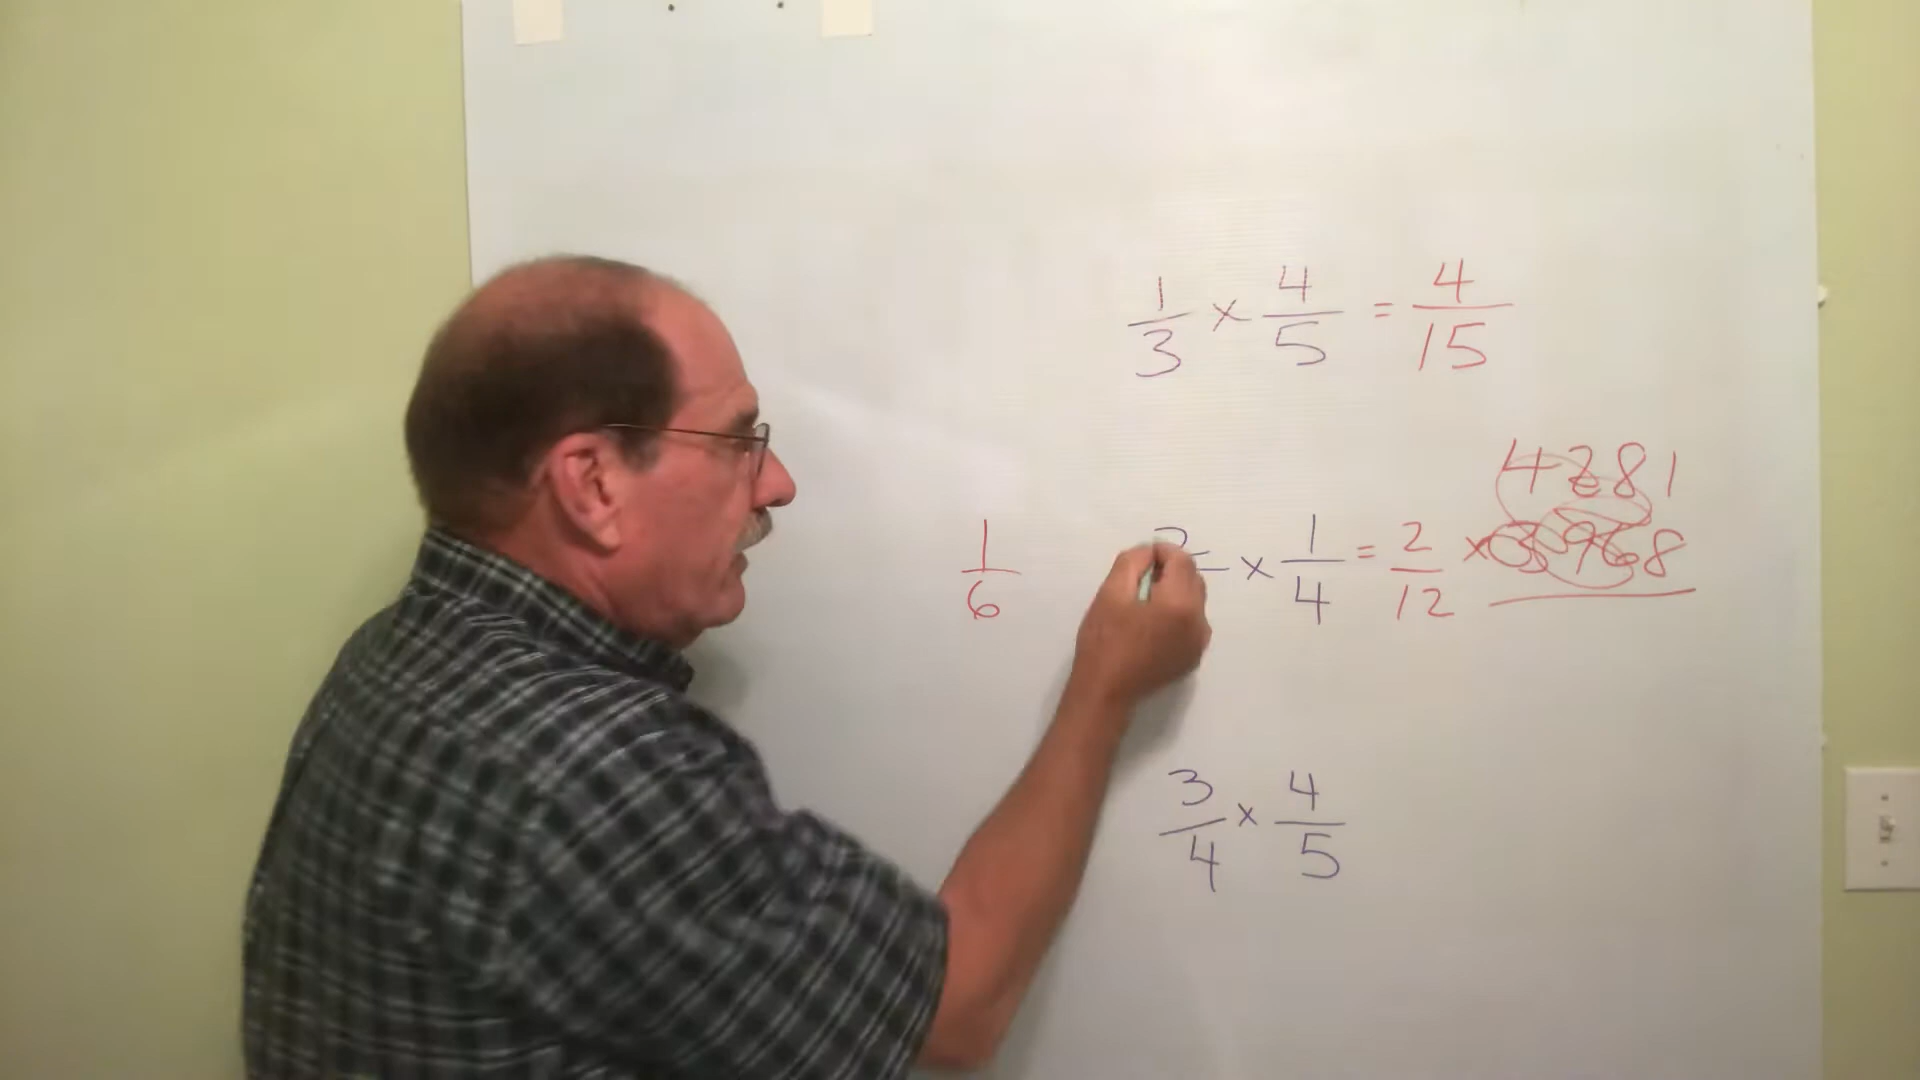 1/3 × 4/5 = 4/15
4281
× 3968
1/6
2/ × 1/4 = 2/12
3/4 × 4/5